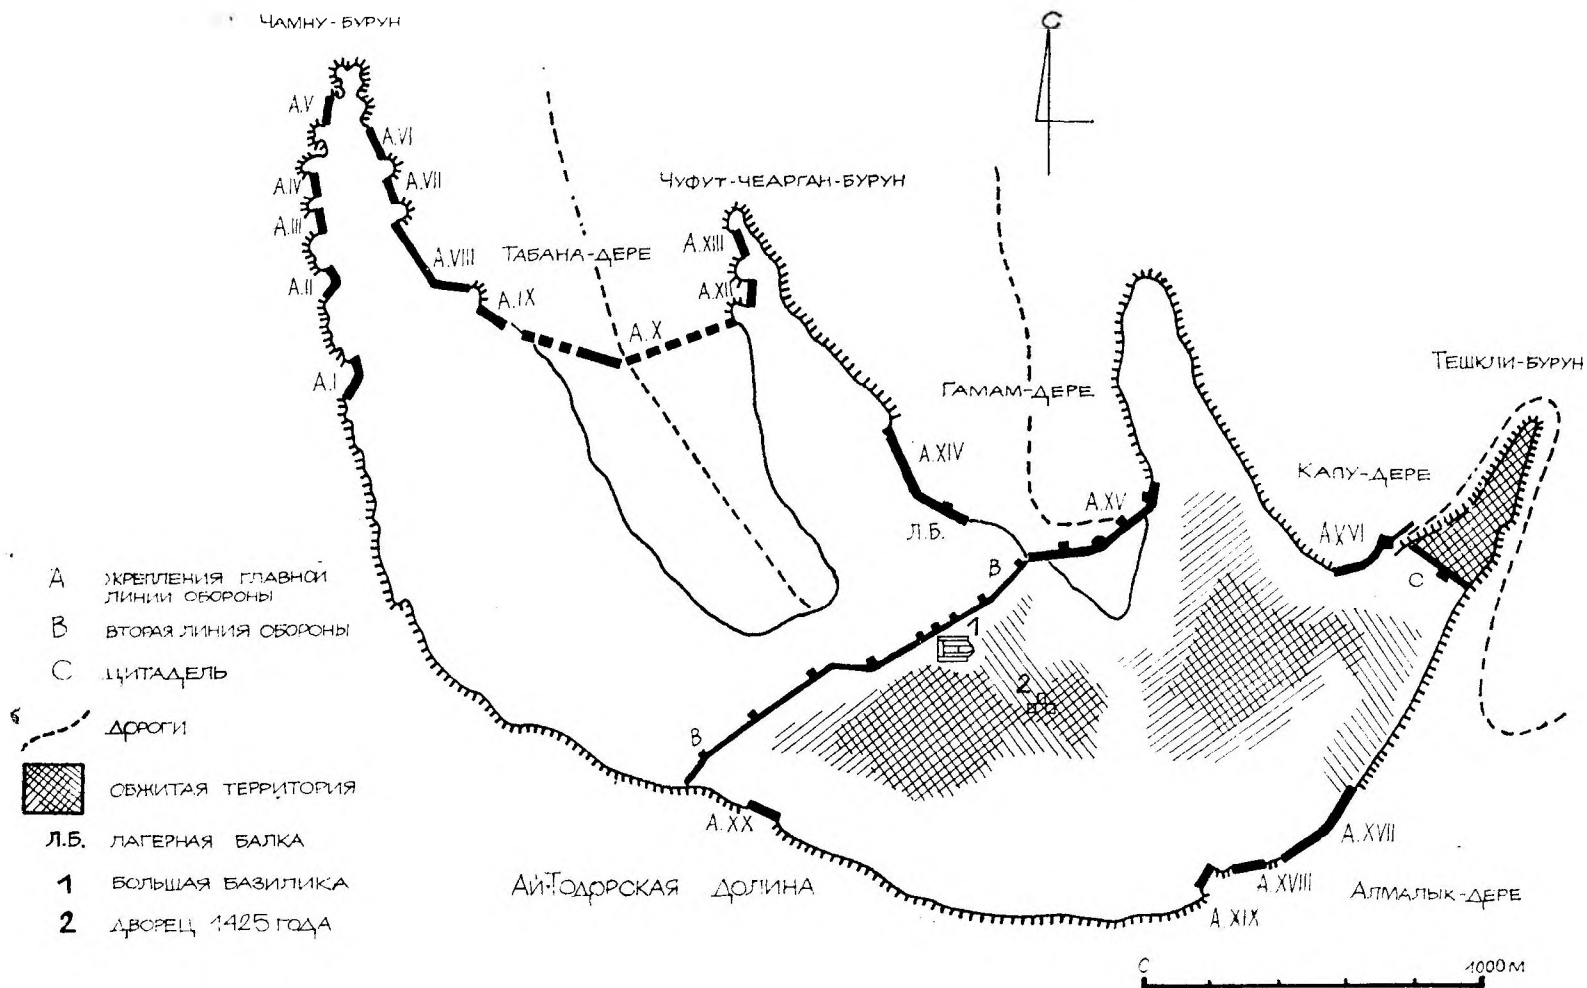 ЧАМНУ-БУРУН
С
А.V
А.VI
ЧУФУТ-ЧЕАРГАН-БУРУН
А.IV
А.VII
А.III
А.VIII
ТАБАНА-ДЕРЕ
А.XIII
А.II
А.IX
А.XII
А.X
А.I
ГАМАМ-ДЕРЕ
ТЕШКЛИ-БУРУН
А.XIV
КАПУ-ДЕРЕ
А.XV
Л.Б.
А.XVI
В
С
1
2
В
А.XX
А.XVII
А.XVIII
АЙ-ТОДОРСКАЯ ДОЛИНА
АЛМАЛЫК-ДЕРЕ
А.XIX
А УКРЕПЛЕНИЯ ГЛАВНОЙ
ЛИНИИ ОБОРОНЫ
В ВТОРАЯ ЛИНИЯ ОБОРОНЫ
С ЦИТАДЕЛЬ
ДОРОГИ
ОБЖИТАЯ ТЕРРИТОРИЯ
Л.Б. ЛАГЕРНАЯ БАЛКА
1 БОЛЬШАЯ БАЗИЛИКА
2 ДВОРЕЦ 1425 ГОДА
0 1000 М